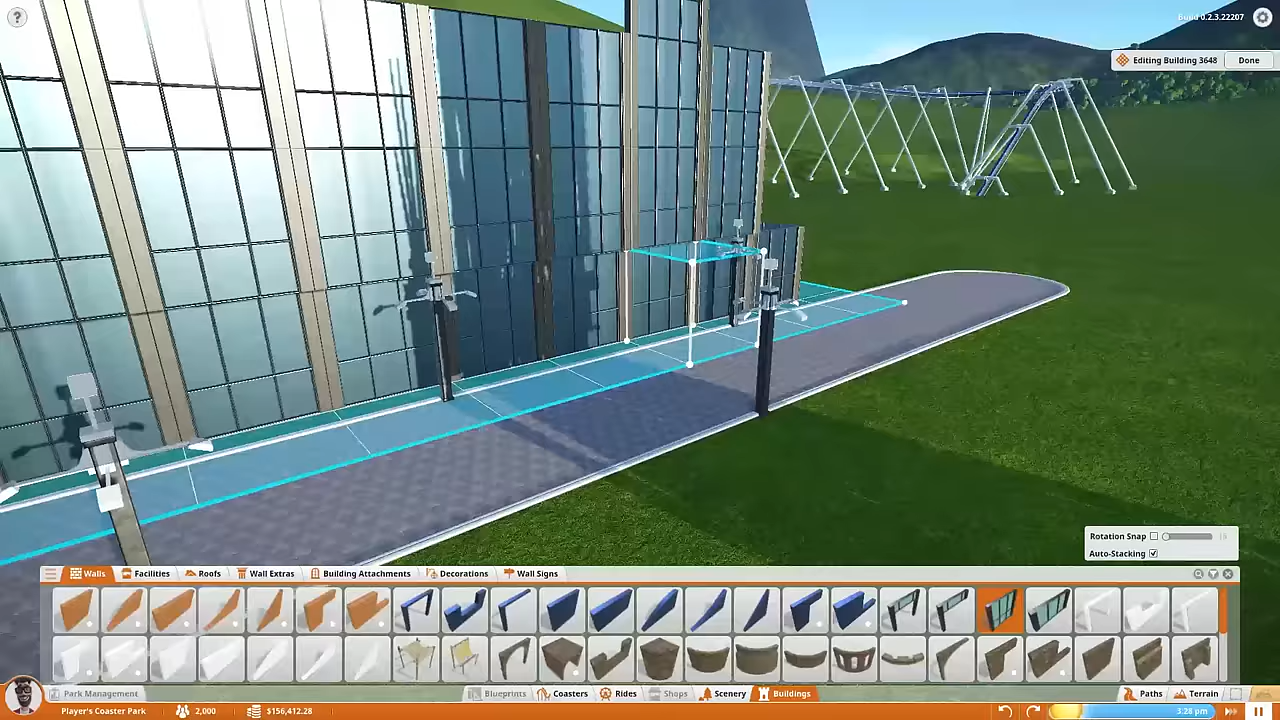 ?
Build 0.2.3.22207
Editing Building 3648 Done
Rotation Snap
Auto-Stacking
Walls Facilities Roofs Wall Extras Building Attachments Decorations Wall Signs
Park Management Blueprints Coasters Rides Shops Scenery Buildings Paths Terrain
Player's Coaster Park 2,000 $156,412.28 3:28 pm